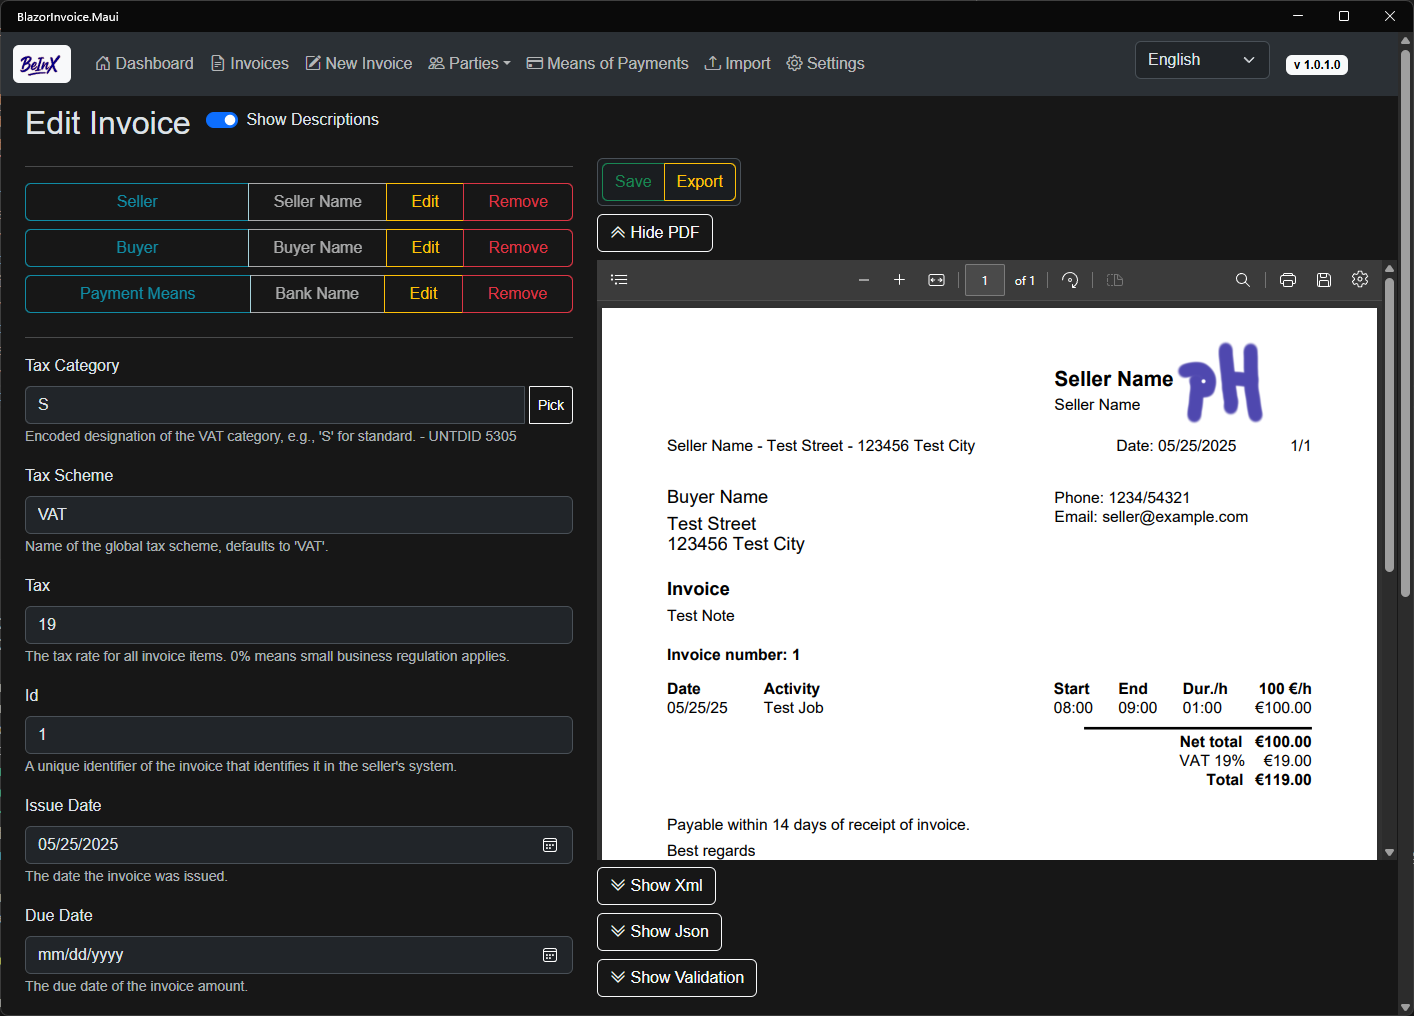 BlazorInvoice.Maui
BeInX Dashboard Invoices New Invoice Parties Means of Payments Import Settings English v 1.0.1.0
Edit Invoice Show Descriptions
Seller Seller Name Edit Remove
Buyer Buyer Name Edit Remove
Payment Means Bank Name Edit Remove
Tax Category
S Pick
Encoded designation of the VAT category, e.g., 'S' for standard. - UNTDID 5305
Tax Scheme
VAT
Name of the global tax scheme, defaults to 'VAT'.
Tax
19
The tax rate for all invoice items. 0% means small business regulation applies.
Id
1
A unique identifier of the invoice that identifies it in the seller's system.
Issue Date
05/25/2025
The date the invoice was issued.
Due Date
mm/dd/yyyy
The due date of the invoice amount.
Save Export
Hide PDF
1 of 1
Seller Name pH
Seller Name
Seller Name - Test Street - 123456 Test City Date: 05/25/2025 1/1
Buyer Name Phone: 1234/54321
Test Street Email: seller@example.com
123456 Test City
Invoice
Test Note
Invoice number: 1
Date Activity Start End Dur./h 100 €/h
05/25/25 Test Job 08:00 09:00 01:00 €100.00
Net total €100.00
VAT 19% €19.00
Total €119.00
Payable within 14 days of receipt of invoice.
Best regards
Show Xml
Show Json
Show Validation